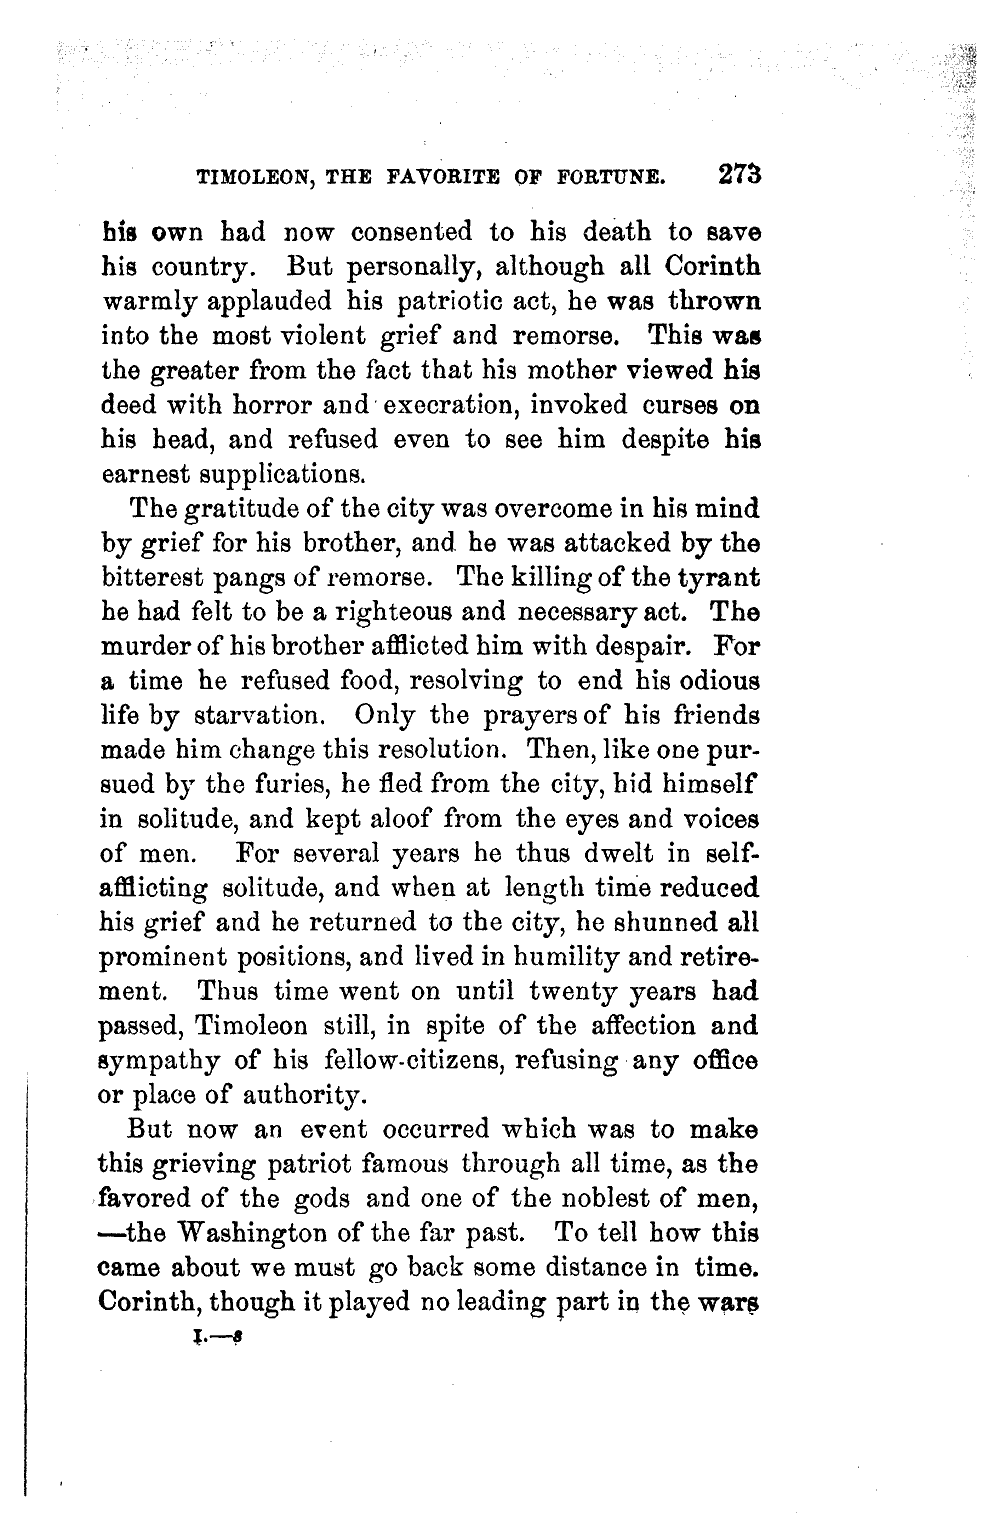 TIMOLEON, THE FAVORITE OF FORTUNE. 273
his own had now consented to his death to save
his country. But personally, although all Corinth
warmly applauded his patriotic act, he was thrown
into the most violent grief and remorse. This was
the greater from the fact that his mother viewed his
deed with horror and execration, invoked curses on
his head, and refused even to see him despite his
earnest supplications.
The gratitude of the city was overcome in his mind
by grief for his brother, and he was attacked by the
bitterest pangs of remorse. The killing of the tyrant
he had felt to be a righteous and necessary act. The
murder of his brother afflicted him with despair. For
a time he refused food, resolving to end his odious
life by starvation. Only the prayers of his friends
made him change this resolution. Then, like one pur-
sued by the furies, he fled from the city, hid himself
in solitude, and kept aloof from the eyes and voices
of men. For several years he thus dwelt in self-
afflicting solitude, and when at length time reduced
his grief and he returned to the city, he shunned all
prominent positions, and lived in humility and retire-
ment. Thus time went on until twenty years had
passed, Timoleon still, in spite of the affection and
sympathy of his fellow-citizens, refusing any office
or place of authority.
But now an event occurred which was to make
this grieving patriot famous through all time, as the
favored of the gods and one of the noblest of men,
—the Washington of the far past. To tell how this
came about we must go back some distance in time.
Corinth, though it played no leading part in the wars
I.—s